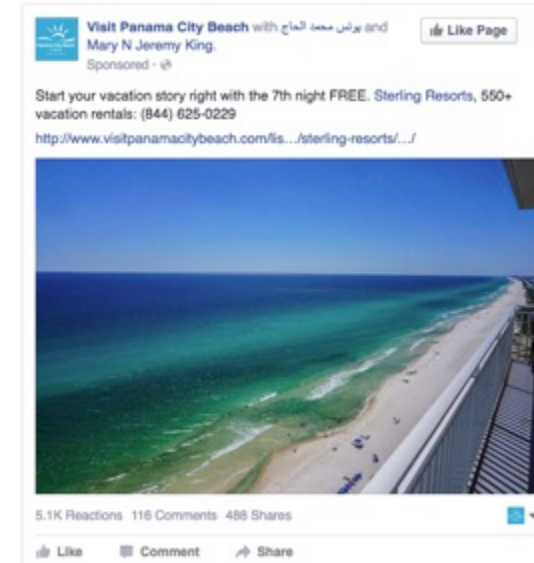 Visit Panama City Beach with يونس محمد الحاج and
Mary N Jeremy King.
Like Page
Sponsored ·
Start your vacation story right with the 7th night FREE. Sterling Resorts, 550+
vacation rentals: (844) 625-0229
http://www.visitpanamacitybeach.com/lis.../sterling-resorts/.../
5.1K Reactions 116 Comments 488 Shares
Like Comment Share